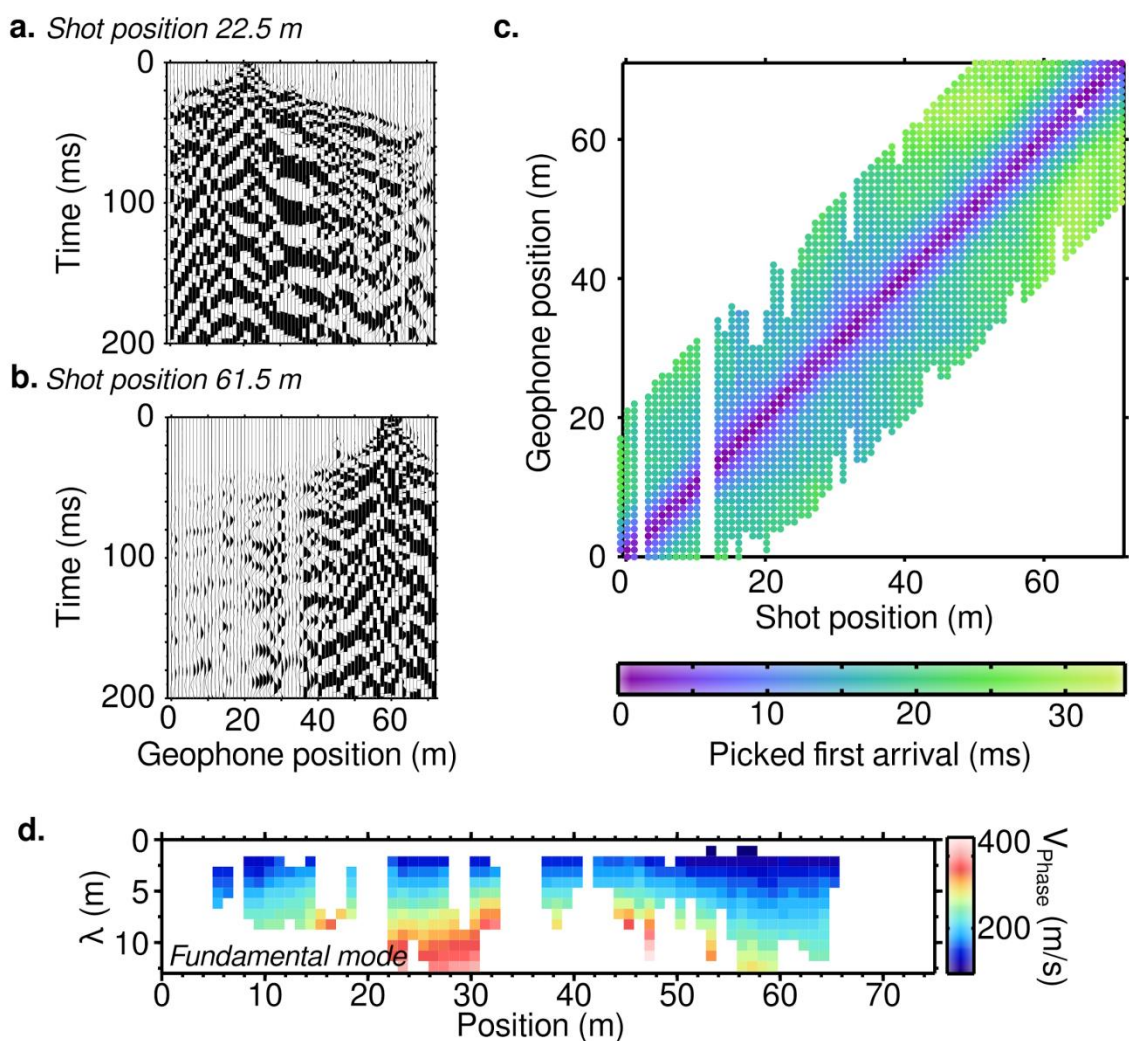 a. Shot position 22.5 m
0
100
200
Time (ms)
b. Shot position 61.5 m
0
100
200
Time (ms)
0 20 40 60
Geophone position (m)
c.
60
40
20
0
Geophone position (m)
0 20 40 60
Shot position (m)
0 10 20 30
Picked first arrival (ms)
d.
0
5
10
λ (m)
Fundamental mode
0 10 20 30 40 50 60 70
Position (m)
400
200
VPhase (m/s)